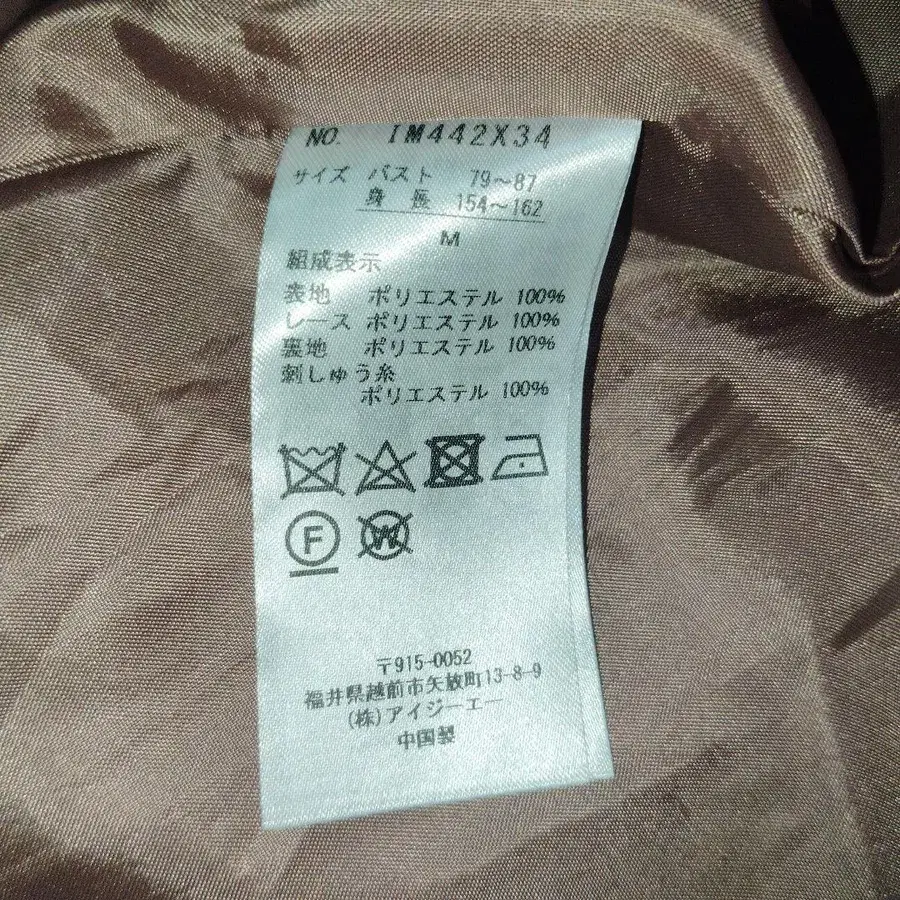 NO. IM442X34
サイズ バスト 79～87
身長 154～162
M
組成表示
表地 ポリエステル 100%
レース ポリエステル 100%
裏地 ポリエステル 100%
刺しゅう糸
ポリエステル 100%
F
W
〒915-0052
福井県越前市矢放町13-8-9
(株)アイジーエー
中国製